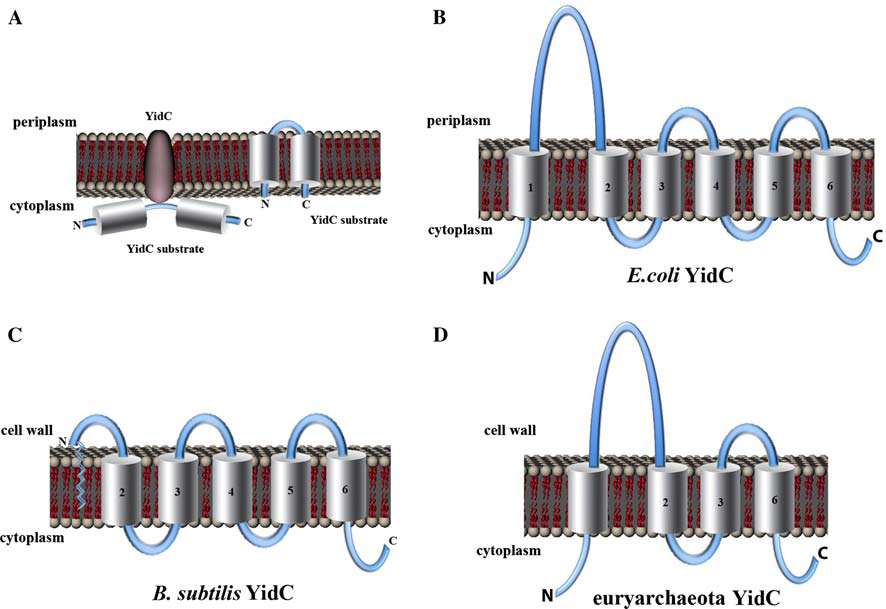 A
YidC
periplasm
cytoplasm
N
C
N
C
YidC substrate
YidC substrate
B
periplasm
1
2
3
4
5
6
cytoplasm
N
C
E.coli YidC
C
cell wall
N
2
3
4
5
6
cytoplasm
C
B. subtilis YidC
D
cell wall
2
3
6
cytoplasm
N
C
euryarchaeota YidC